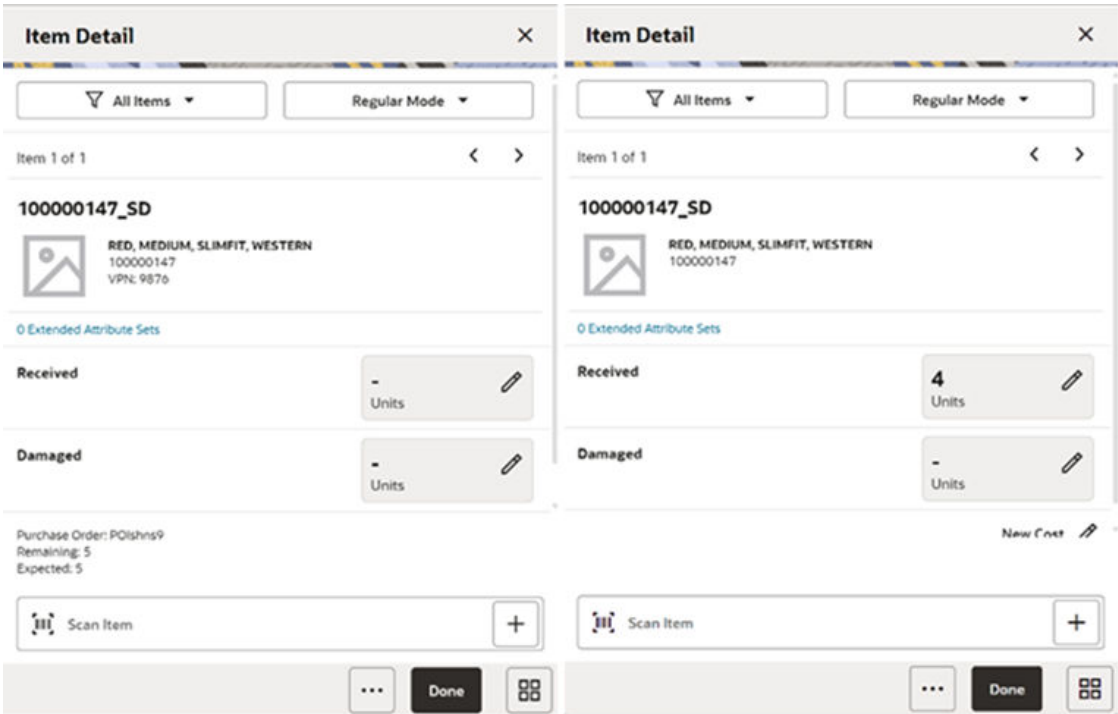 Item Detail
All Items
Regular Mode
Item 1 of 1
100000147_SD
RED, MEDIUM, SLIMFIT, WESTERN
100000147
VPN: 9876
0 Extended Attribute Sets
Received
-
Units
Damaged
-
Units
Purchase Order: POIshns9
Remaining: 5
Expected: 5
Scan Item
...
Done
Item Detail
All Items
Regular Mode
Item 1 of 1
100000147_SD
RED, MEDIUM, SLIMFIT, WESTERN
100000147
0 Extended Attribute Sets
Received
4
Units
Damaged
-
Units
New Cost
Scan Item
...
Done